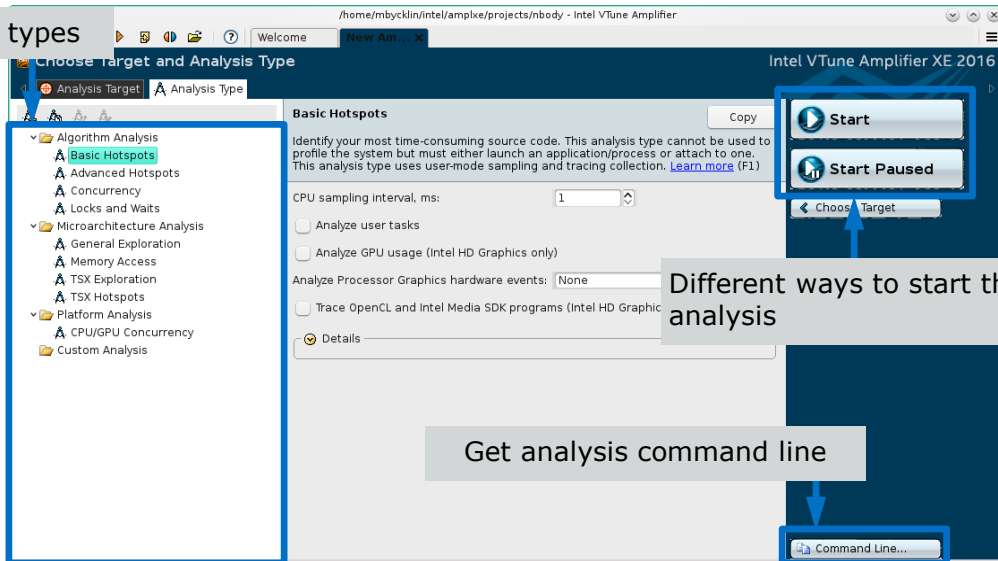 /home/mbycklin/intel/amplxe/projects/nbody - Intel VTune Amplifier
types
Welcome
New Am... x
Choose Target and Analysis Type
Intel VTune Amplifier XE 2016
Analysis Target
Analysis Type
Algorithm Analysis
Basic Hotspots
Advanced Hotspots
Concurrency
Locks and Waits
Microarchitecture Analysis
General Exploration
Memory Access
TSX Exploration
TSX Hotspots
Platform Analysis
CPU/GPU Concurrency
Custom Analysis
Basic Hotspots
Copy
Identify your most time-consuming source code. This analysis type cannot be used to
profile the system but must either launch an application/process or attach to one.
This analysis type uses user-mode sampling and tracing collection. Learn more (F1)
CPU sampling interval, ms:
1
Analyze user tasks
Analyze GPU usage (Intel HD Graphics only)
Analyze Processor Graphics hardware events:
None
Trace OpenCL and Intel Media SDK programs (Intel HD Graphic
Details
Start
Start Paused
Choose Target
Different ways to start th
analysis
Get analysis command line
Command Line...